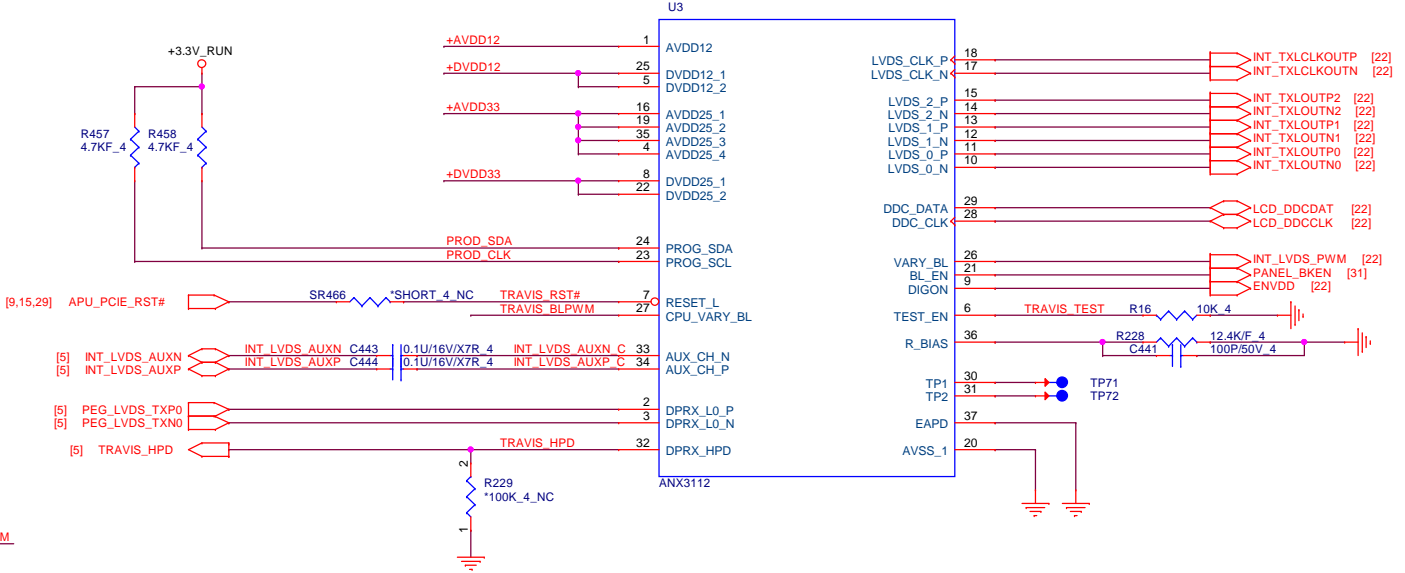 U3
+3.3V_RUN
R457
4.7KF_4
R458
4.7KF_4
+AVDD12 1 AVDD12
+DVDD12 25 DVDD12_1
5 DVDD12_2
+AVDD33 16 AVDD25_1
19 AVDD25_2
35 AVDD25_3
4 AVDD25_4
+DVDD33 8 DVDD25_1
22 DVDD25_2
PROD_SDA 24 PROG_SDA
PROD_CLK 23 PROG_SCL
[9,15,29] APU_PCIE_RST# SR466 *SHORT_4_NC TRAVIS_RST# 7 RESET_L
TRAVIS_BLPWM 27 CPU_VARY_BL
[5] INT_LVDS_AUXN INT_LVDS_AUXN C443 0.1U/16V/X7R_4 INT_LVDS_AUXN_C 33 AUX_CH_N
[5] INT_LVDS_AUXP INT_LVDS_AUXP C444 0.1U/16V/X7R_4 INT_LVDS_AUXP_C 34 AUX_CH_P
[5] PEG_LVDS_TXP0 2 DPRX_L0_P
[5] PEG_LVDS_TXN0 3 DPRX_L0_N
[5] TRAVIS_HPD TRAVIS_HPD 32 DPRX_HPD
2
R229
*100K_4_NC
1
M
ANX3112
LVDS_CLK_P 18 INT_TXLCLKOUTP [22]
LVDS_CLK_N 17 INT_TXLCLKOUTN [22]
LVDS_2_P 15 INT_TXLOUTP2 [22]
LVDS_2_N 14 INT_TXLOUTN2 [22]
LVDS_1_P 13 INT_TXLOUTP1 [22]
LVDS_1_N 12 INT_TXLOUTN1 [22]
LVDS_0_P 11 INT_TXLOUTP0 [22]
LVDS_0_N 10 INT_TXLOUTN0 [22]
DDC_DATA 29 LCD_DDCDAT [22]
DDC_CLK 28 LCD_DDCCLK [22]
VARY_BL 26 INT_LVDS_PWM [22]
BL_EN 21 PANEL_BKEN [31]
DIGON 9 ENVDD [22]
TEST_EN 6 TRAVIS_TEST R16 10K_4
R_BIAS 36 R228 12.4K/F_4
C441 100P/50V_4
TP1 30 TP71
TP2 31 TP72
EAPD 37
AVSS_1 20